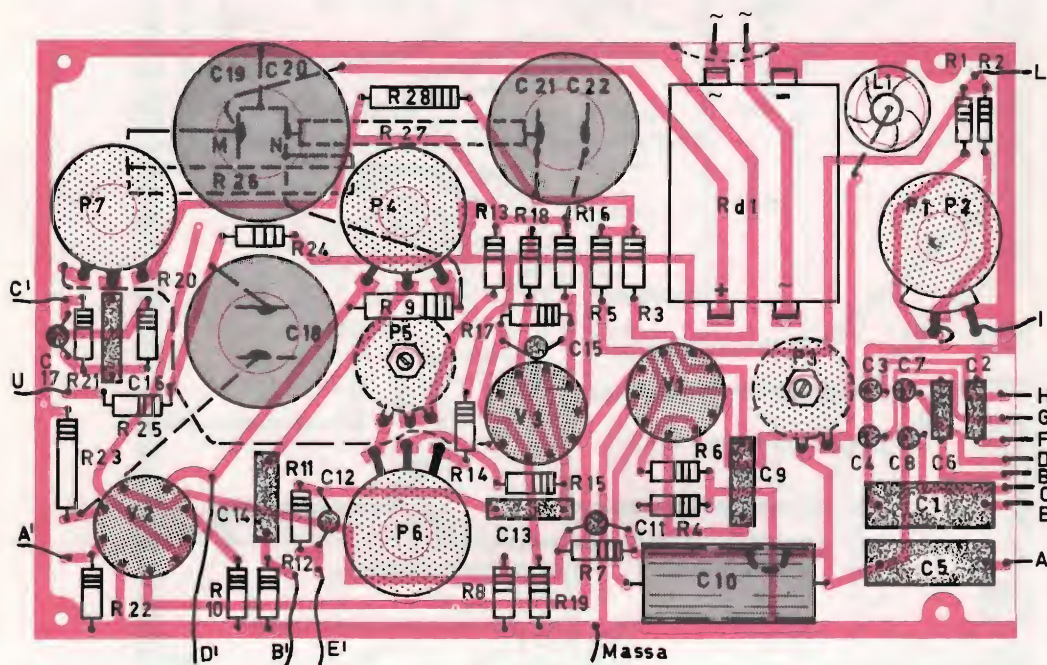 ~ ~
C19 C20
C21 C22
R28
~ -
L1
R1 R2
L
M N
R27
R26
P7
P4
R13 R18 R16
Rd1
P1 P2
R24
R20
C'
C18
R9
R17
R5 R3
+ ~
I
P5
C15
V1
P3
C3 C7 C2
C17
U
R21 C16
R25
H
G
F
D
B
C
E
R23
R14
R6
C9
C4 C8 C6
R11 C12
R15
C14
C13
C11 R4
C1
V2
P6
R12
A'
R7
C10
C5
A
R22
R10
R8 R19
D' B' E'
Massa